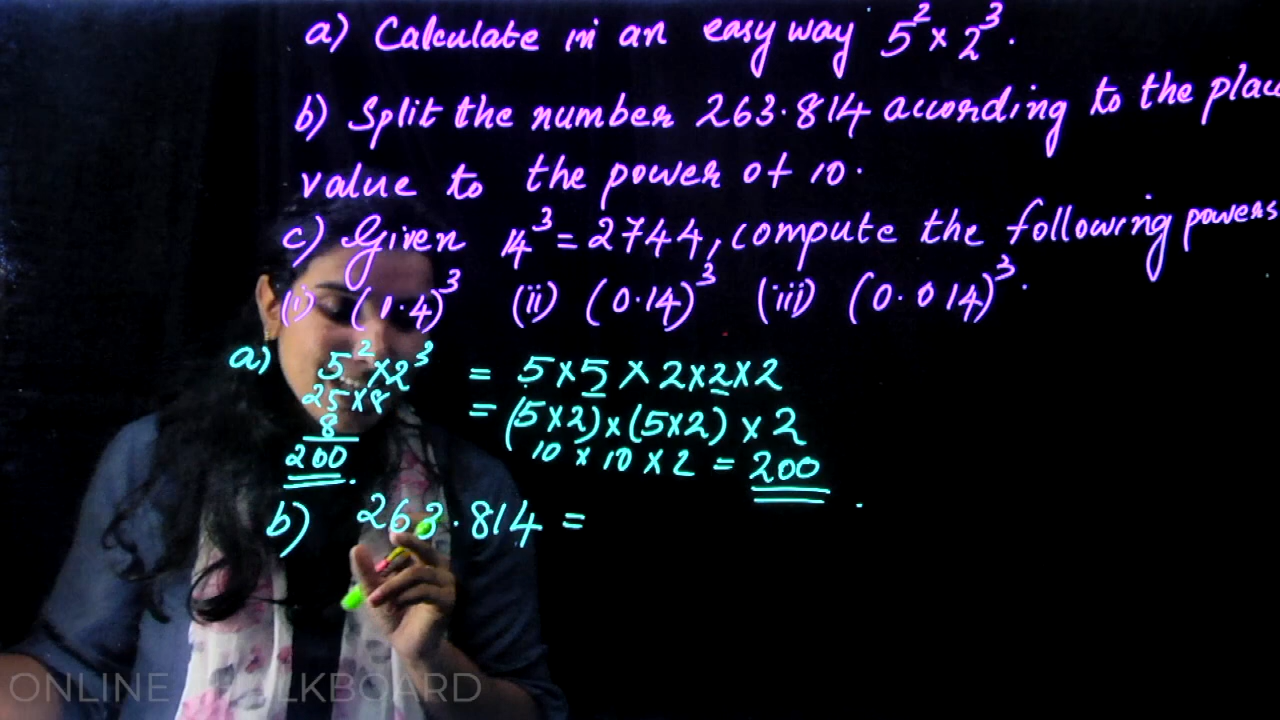 a) Calculate in an easy way 5² × 2³.
b) Split the number 263.814 according to the
value to the power of 10.
c) Given 14³ = 2744, compute the following powers
(i) (1.4)³ (ii) (0.14)³ (iii) (0.014)³.
a) 5² × 2³ = 5 × 5 × 2 × 2 × 2
25 × 8 = (5 × 2) × (5 × 2) × 2
8
200. 10 × 10 × 2 = 200
b) 263.814 =
ONLINE CHALKBOARD